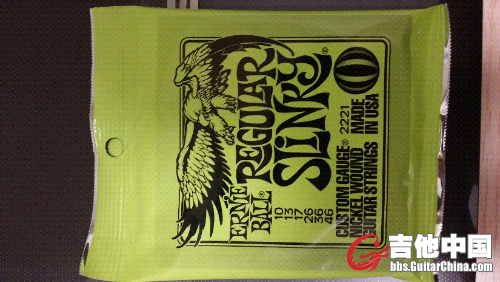 ERNIE
BALL®
REGULAR
SLINKY®
10
13
17
26
36
46
CUSTOM GAUGE®
NICKEL WOUND
GUITAR STRINGS
2221
MADE
IN USA
吉他中国
bbs.GuitarChina.com